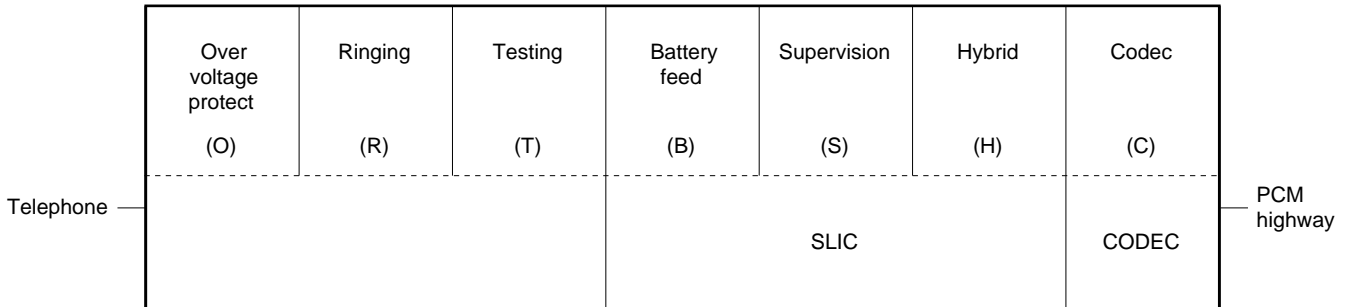 Over
voltage
protect
(O)
Ringing
(R)
Testing
(T)
Battery
feed
(B)
Supervision
(S)
Hybrid
(H)
Codec
(C)
Telephone
SLIC
CODEC
PCM
highway